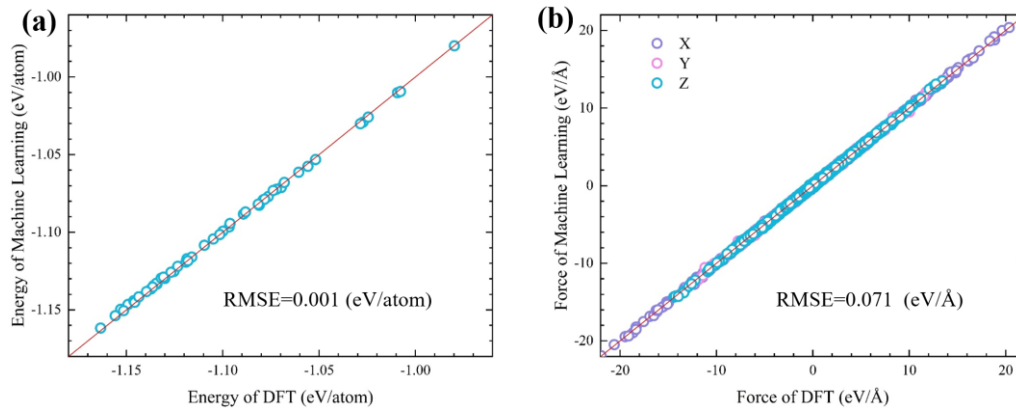 (a)
Energy of Machine Learning (eV/atom)
-1.00
-1.05
-1.10
-1.15
RMSE=0.001 (eV/atom)
-1.15 -1.10 -1.05 -1.00
Energy of DFT (eV/atom)
(b)
Force of Machine Learning (eV/Å)
20
10
0
-10
-20
X
Y
Z
RMSE=0.071 (eV/Å)
-20 -10 0 10 20
Force of DFT (eV/Å)